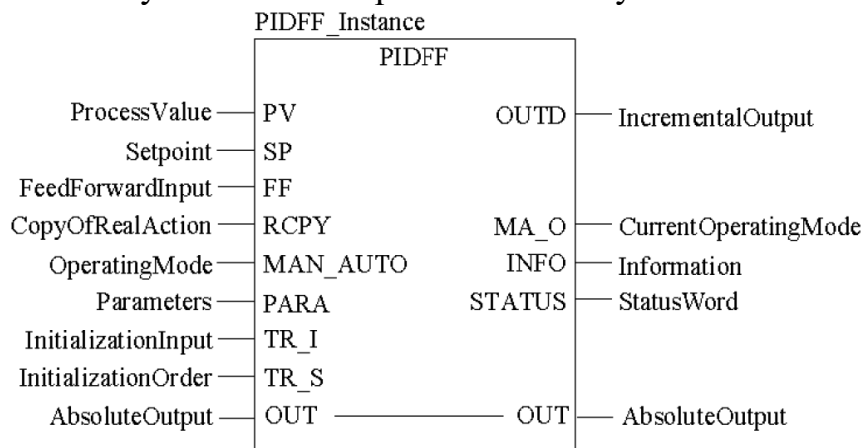 PIDFF_Instance
PIDFF
ProcessValue PV OUTD IncrementalOutput
Setpoint SP
FeedForwardInput FF
CopyOfRealAction RCPY MA_O CurrentOperatingMode
OperatingMode MAN_AUTO INFO Information
Parameters PARA STATUS StatusWord
InitializationInput TR_I
InitializationOrder TR_S
AbsoluteOutput OUT OUT AbsoluteOutput